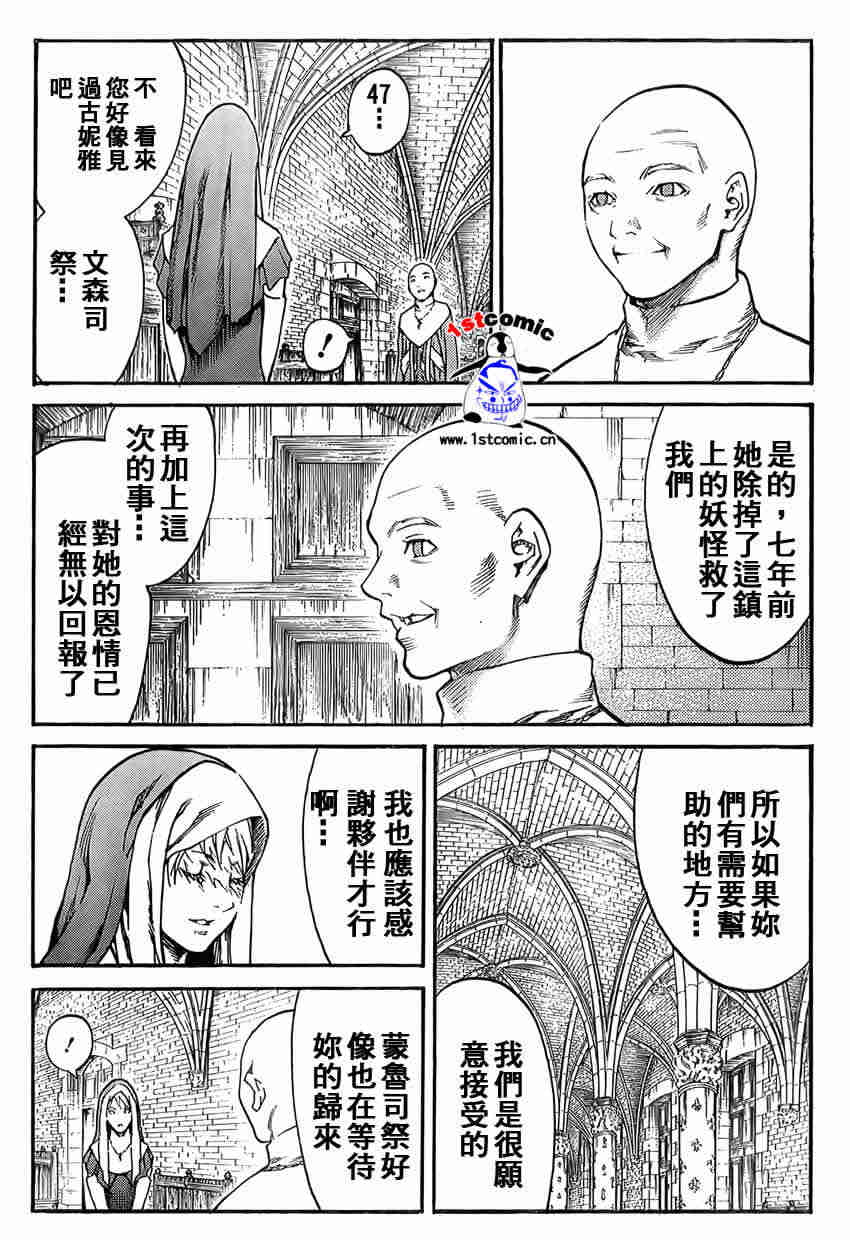 47…
不 看來
您好像見
過古妮雅
吧
文森司
祭…
!
1stcomic
www.1stcomic.cn
是的，七年前
她除掉了這鎮
上的妖怪救了
我們
再加上這
次的事…
對她的恩情已
經無以回報了
所以如果妳
們有需要幫
助的地方…
我們是很願
意接受的
我也應該感
謝夥伴才行
啊…
蒙魯司祭好
像也在等待
妳的歸來
!